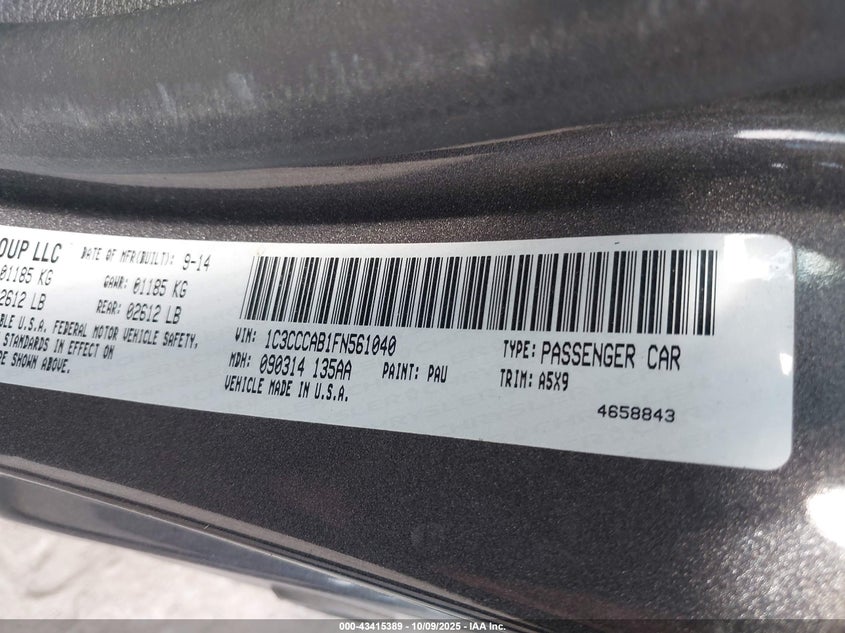 OUP LLC DATE OF MFR(BUILT): 9-14
01185 KG GAWR: 01185 KG
2612 LB REAR: 02612 LB
BLE U.S.A. FEDERAL MOTOR VEHICLE SAFETY,
STANDARDS IN EFFECT ON
RE SHOWN ABOVE.
VIN: 1C3CCCAB1FN561040 TYPE: PASSENGER CAR
MDH: 090314 135AA PAINT: PAU TRIM: A5X9
VEHICLE MADE IN U.S.A.
4658843
000-43415389 - 10/09/2025 - IAA Inc.